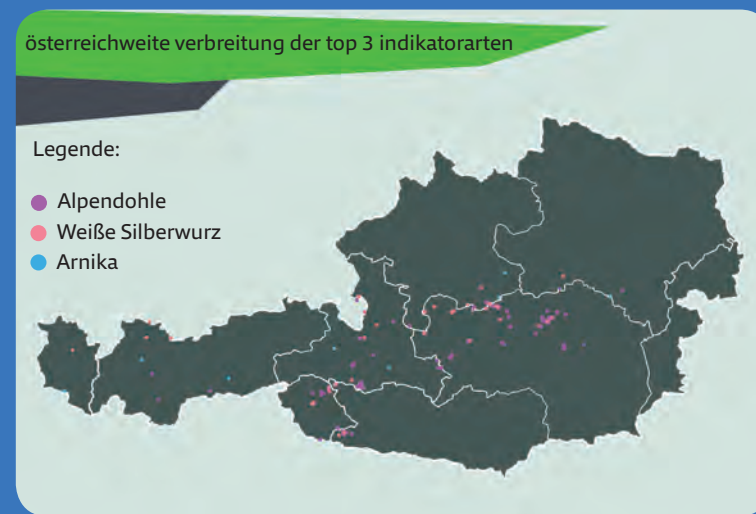 österreichweite verbreitung der top 3 indikatorarten
Legende:
Alpendohle
Weiße Silberwurz
Arnika